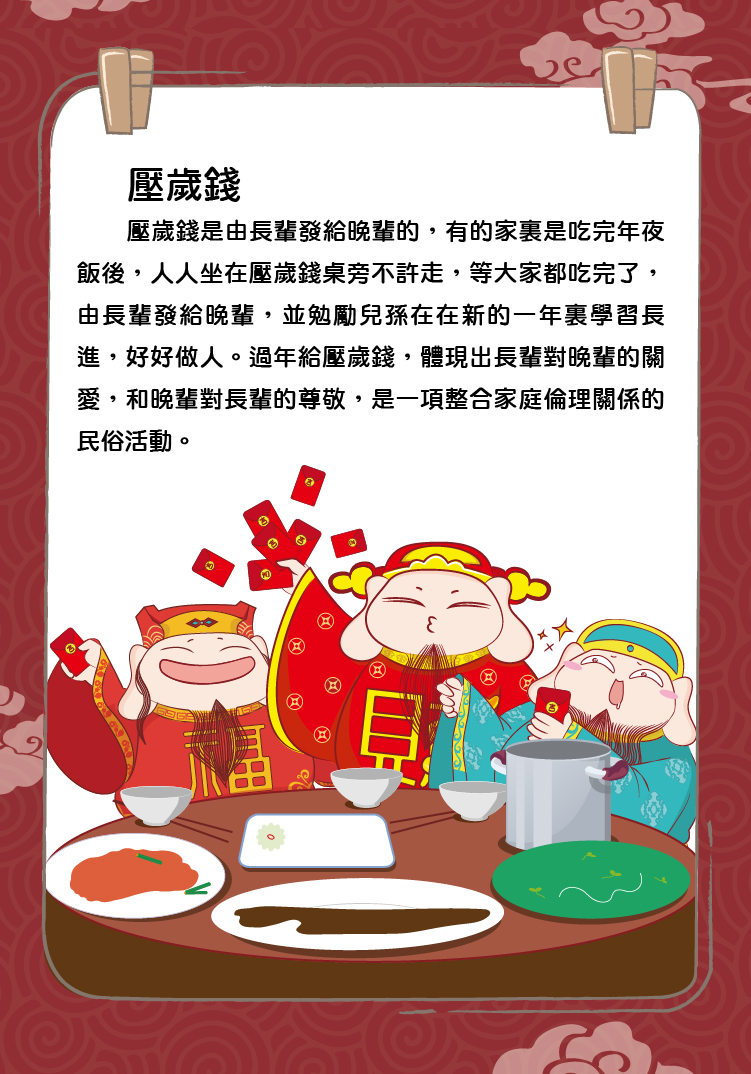 壓歲錢
壓歲錢是由長輩發給晚輩的，有的家裏是吃完年夜
飯後，人人坐在壓歲錢桌旁不許走，等大家都吃完了，
由長輩發給晚輩，並勉勵兒孫在在新的一年裏學習長
進，好好做人。過年給壓歲錢，體現出長輩對晚輩的關
愛，和晚輩對長輩的尊敬，是一項整合家庭倫理關係的
民俗活動。
福